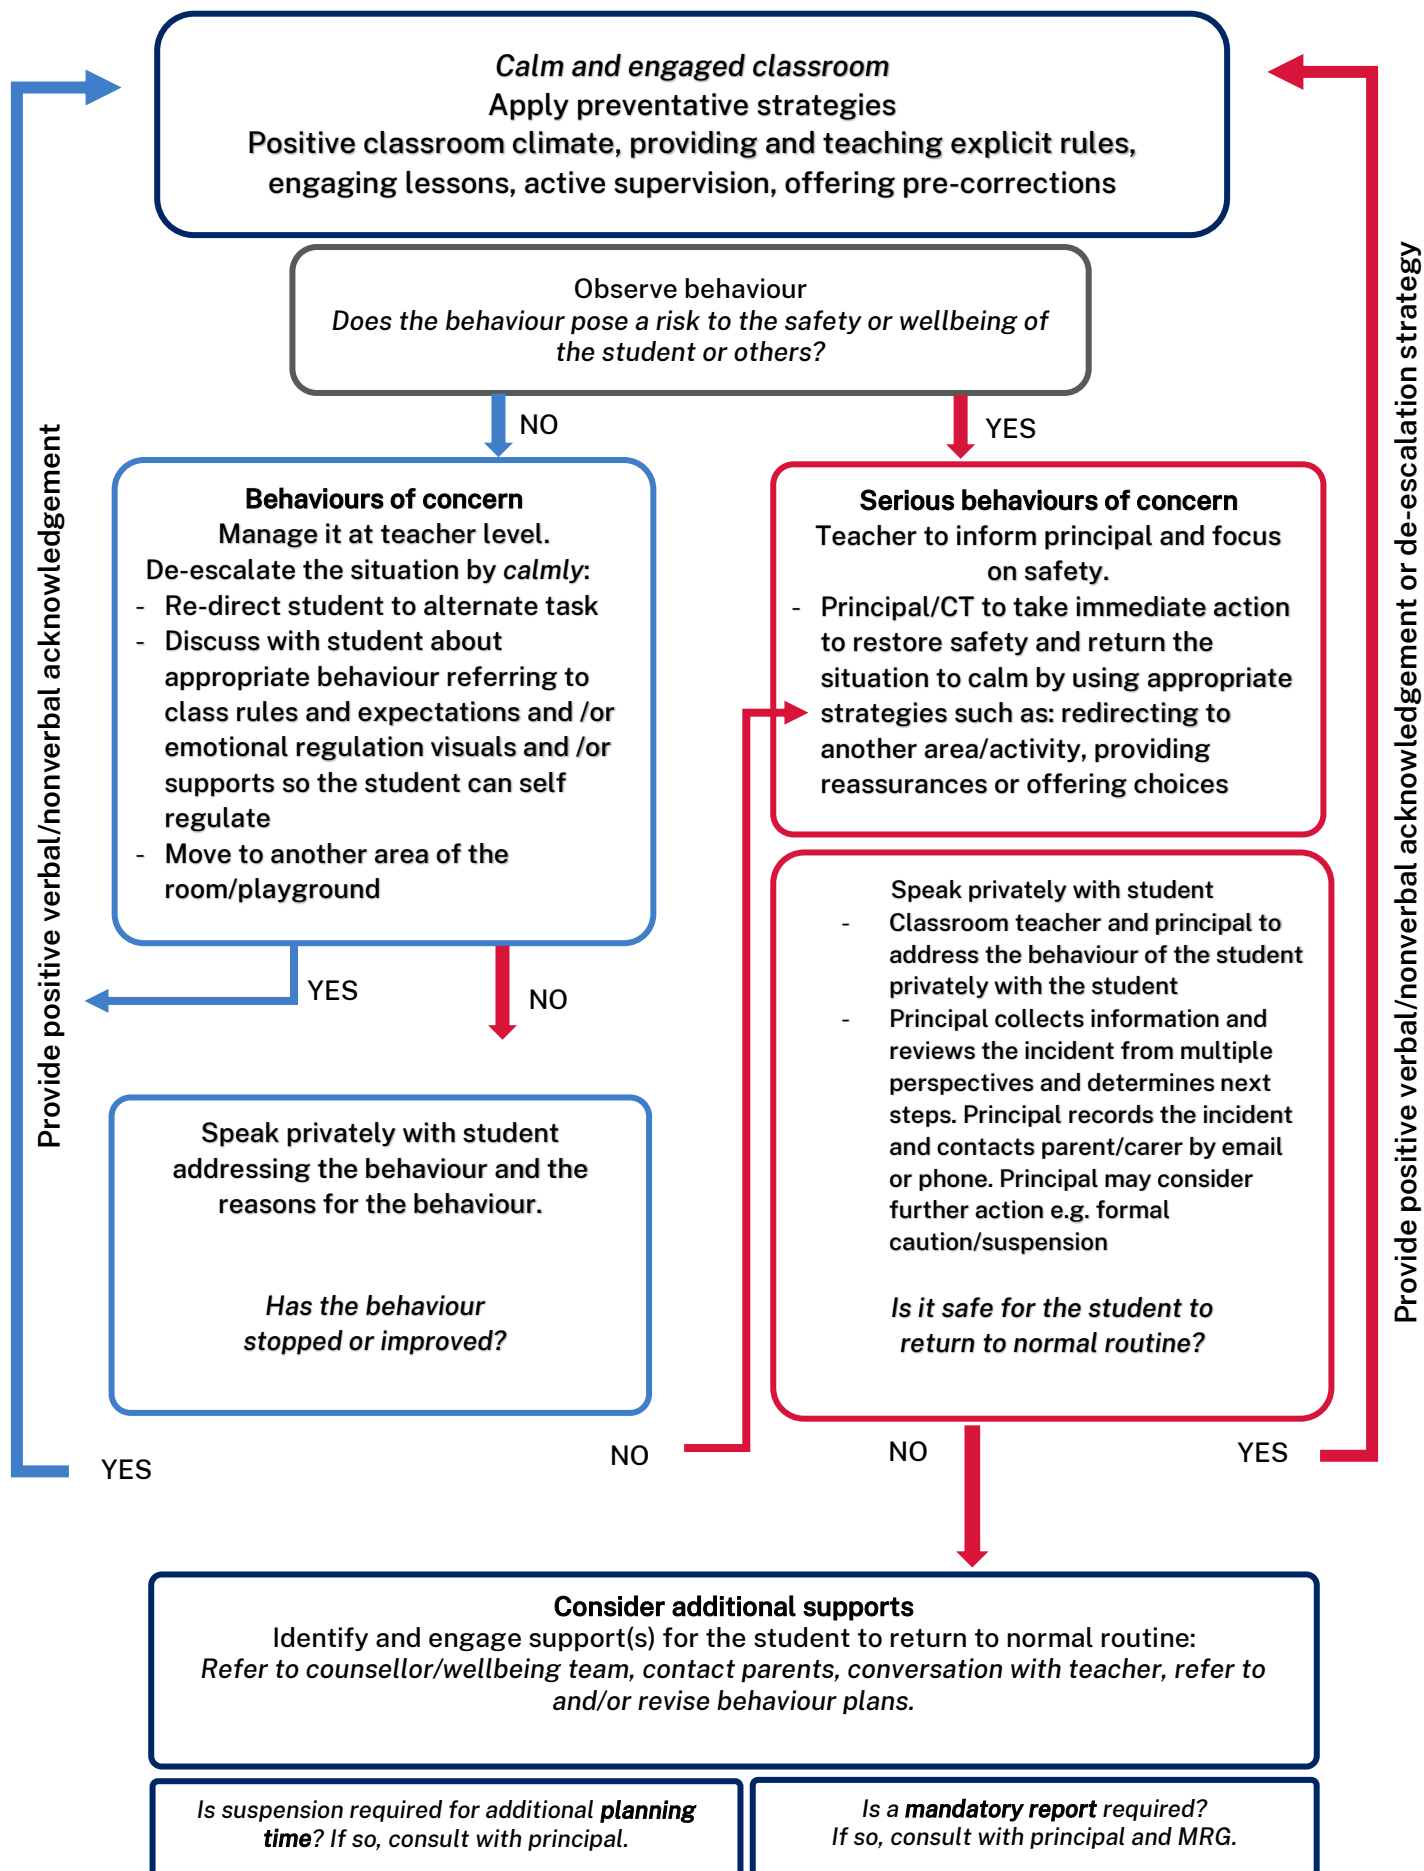 Calm and engaged classroom
Apply preventative strategies
Positive classroom climate, providing and teaching explicit rules,
engaging lessons, active supervision, offering pre-corrections
Observe behaviour
Does the behaviour pose a risk to the safety or wellbeing of
the student or others?
NO
YES
Behaviours of concern
Manage it at teacher level.
De-escalate the situation by calmly:
- Re-direct student to alternate task
- Discuss with student about
appropriate behaviour referring to
class rules and expectations and /or
emotional regulation visuals and /or
supports so the student can self
regulate
- Move to another area of the
room/playground
Serious behaviours of concern
Teacher to inform principal and focus
on safety.
- Principal/CT to take immediate action
to restore safety and return the
situation to calm by using appropriate
strategies such as: redirecting to
another area/activity, providing
reassurances or offering choices
YES
NO
Speak privately with student
addressing the behaviour and the
reasons for the behaviour.
Has the behaviour
stopped or improved?
Speak privately with student
- Classroom teacher and principal to
address the behaviour of the student
privately with the student
- Principal collects information and
reviews the incident from multiple
perspectives and determines next
steps. Principal records the incident
and contacts parent/carer by email
or phone. Principal may consider
further action e.g. formal
caution/suspension
Is it safe for the student to
return to normal routine?
YES
NO
NO
YES
Provide positive verbal/nonverbal acknowledgement
Provide positive verbal/nonverbal acknowledgement or de-escalation strategy
Consider additional supports
Identify and engage support(s) for the student to return to normal routine:
Refer to counsellor/wellbeing team, contact parents, conversation with teacher, refer to
and/or revise behaviour plans.
Is suspension required for additional planning
time? If so, consult with principal.
Is a mandatory report required?
If so, consult with principal and MRG.